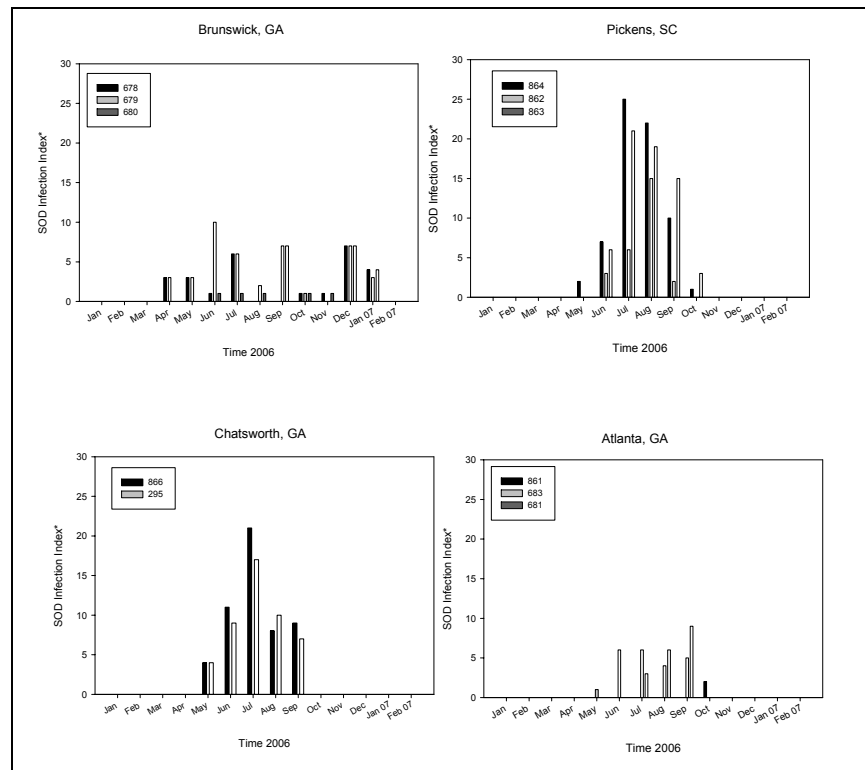 Brunswick, GA
SOD Infection Index*
30
25
20
15
10
5
0
678
679
680
Jan
Feb
Mar
Apr
May
Jun
Jul
Aug
Sep
Oct
Nov
Dec
Jan 07
Feb 07
Time 2006
Pickens, SC
SOD Infection Index*
30
25
20
15
10
5
0
864
862
863
Jan
Feb
Mar
Apr
May
Jun
Jul
Aug
Sep
Oct
Nov
Dec
Jan 07
Feb 07
Time 2006
Chatsworth, GA
SOD Infection Index*
30
25
20
15
10
5
0
866
295
Jan
Feb
Mar
Apr
May
Jun
Jul
Aug
Sep
Oct
Nov
Dec
Jan 07
Feb 07
Time 2006
Atlanta, GA
SOD Infection Index*
30
25
20
15
10
5
0
861
683
681
Jan
Feb
Mar
Apr
May
Jun
Jul
Aug
Sep
Oct
Nov
Dec
Jan 07
Feb 07
Time 2006